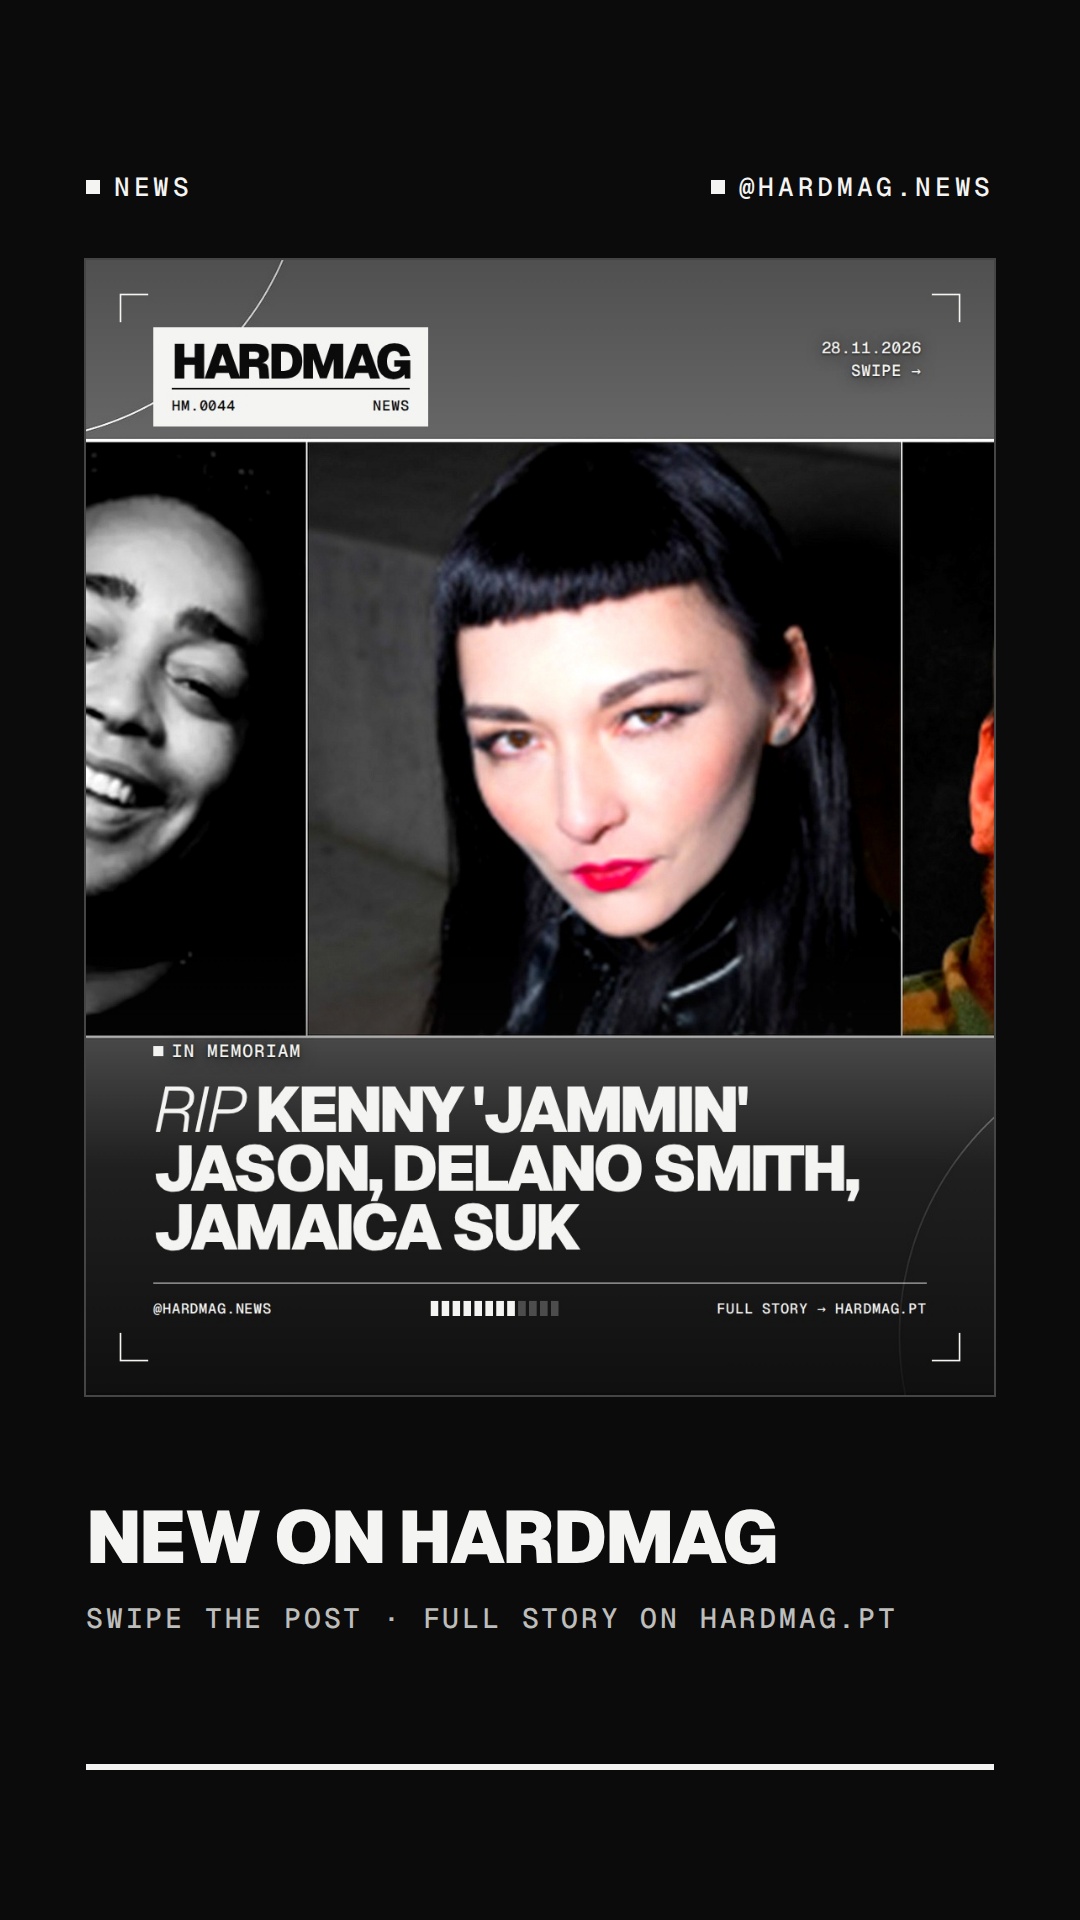 NEWS
@HARDMAG.NEWS
HARDMAG
HM.0044 NEWS
28.11.2026
SWIPE →
IN MEMORIAM
RIP KENNY 'JAMMIN'
JASON, DELANO SMITH,
JAMAICA SUK
@HARDMAG.NEWS
FULL STORY → HARDMAG.PT
NEW ON HARDMAG
SWIPE THE POST · FULL STORY ON HARDMAG.PT